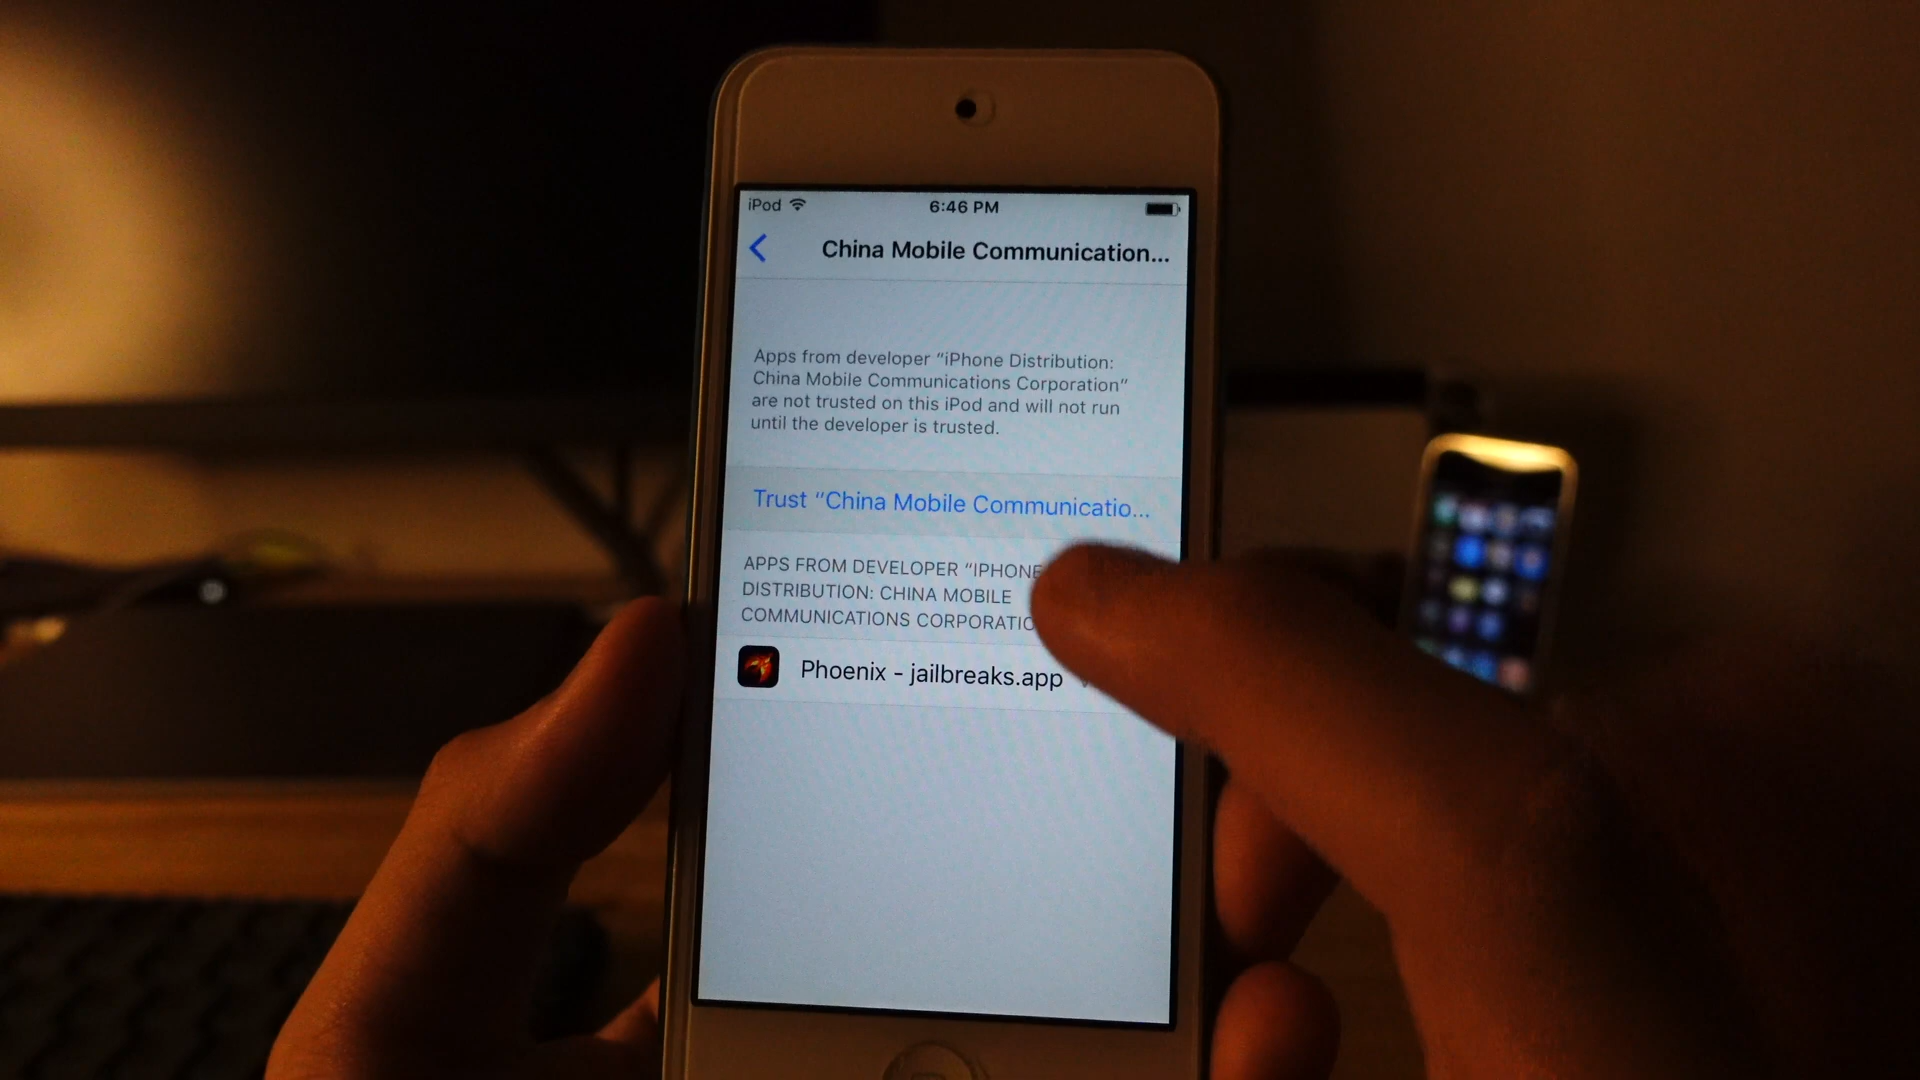 iPod 6:46 PM
China Mobile Communication...
Apps from developer “iPhone Distribution:
China Mobile Communications Corporation”
are not trusted on this iPod and will not run
until the developer is trusted.
Trust “China Mobile Communicatio...
APPS FROM DEVELOPER “IPHONE
DISTRIBUTION: CHINA MOBILE
COMMUNICATIONS CORPORATIO
Phoenix - jailbreaks.app